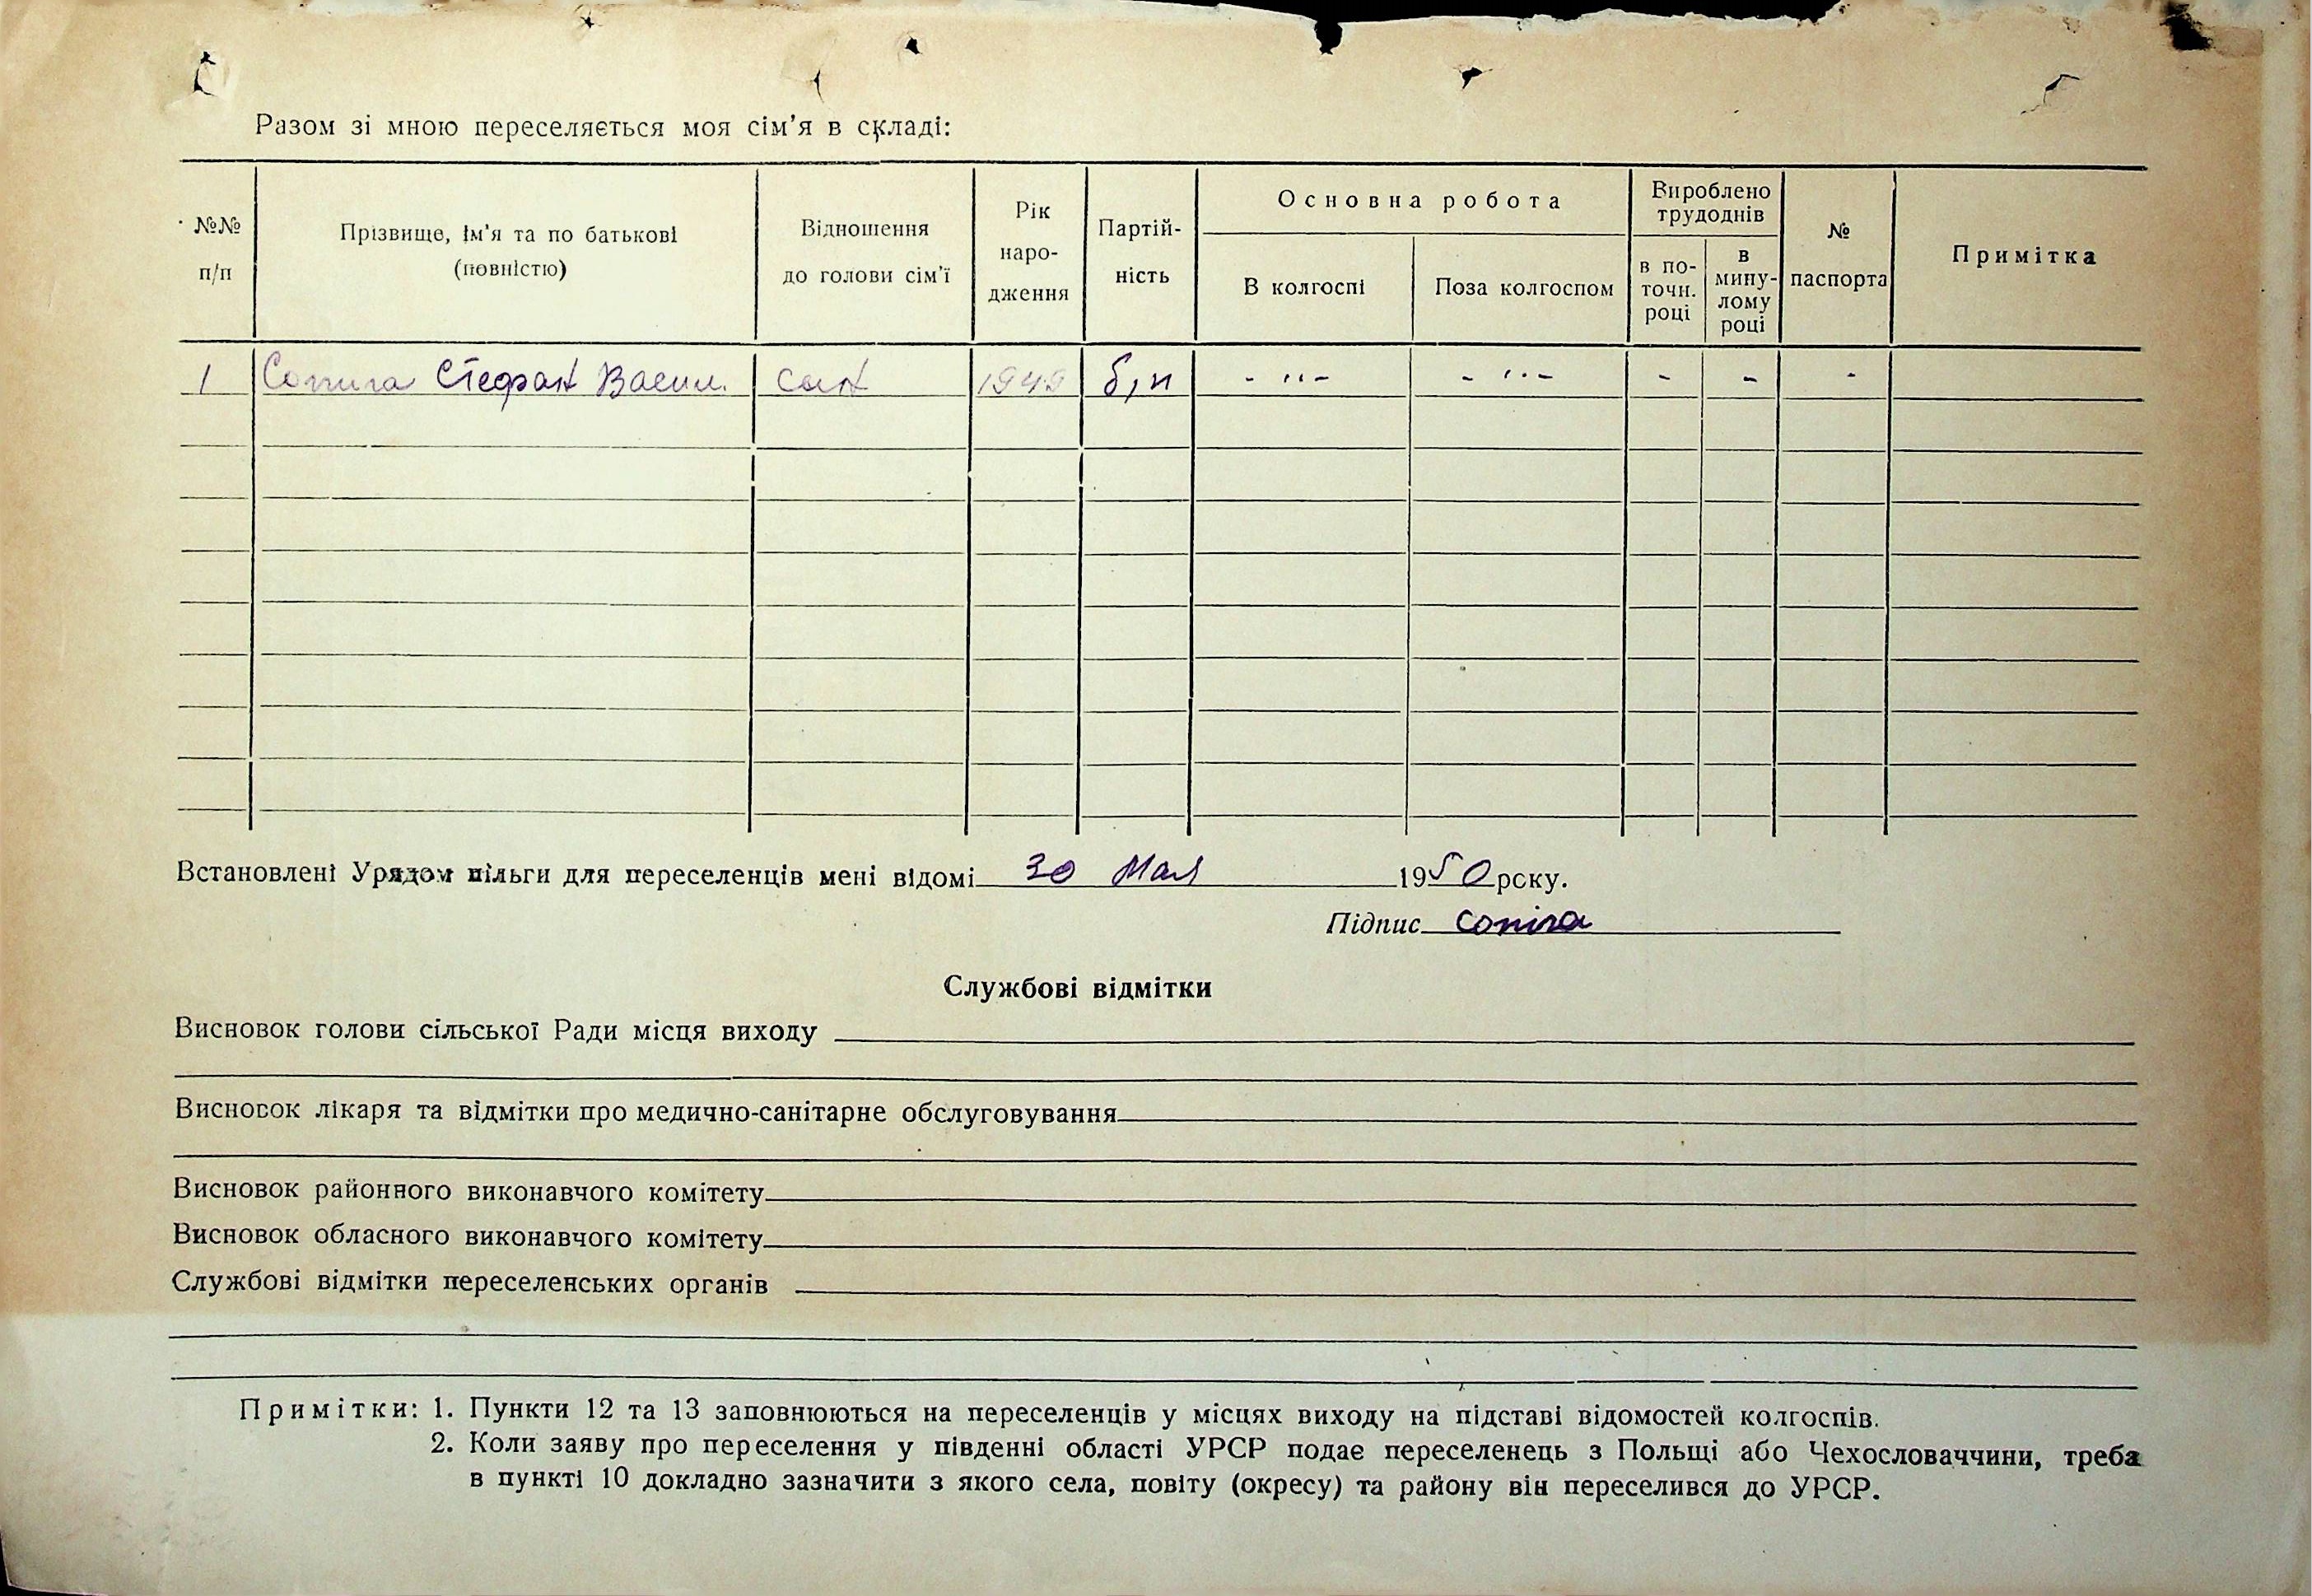 Разом зі мною переселяється моя сім'я в складі:
№№ п/п
Прізвище, ім'я та по батькові (повністю)
Відношення до голови сім'ї
Рік народження
Партійність
Основна робота
В колгоспі
Поза колгоспом
Вироблено трудоднів
в поточн. році
в минулому році
№ паспорта
Примітка
1 Сопига Стефан Васил. сын 194 б,п - "- - "- - - -
Встановлені Урядом пільги для переселенців мені відомі 30 Мая 1950 року.
Підпис сопіга
Службові відмітки
Висновок голови сільської Ради місця виходу
Висновок лікаря та відмітки про медично-санітарне обслуговування
Висновок районного виконавчого комітету
Висновок обласного виконавчого комітету
Службові відмітки переселенських органів
Примітки: 1. Пункти 12 та 13 заповнюються на переселенців у місцях виходу на підставі відомостей колгоспів.
2. Коли заяву про переселення у південні області УРСР подає переселенець з Польщі або Чехословаччини, треба
в пункті 10 докладно зазначити з якого села, повіту (окресу) та району він переселився до УРСР.